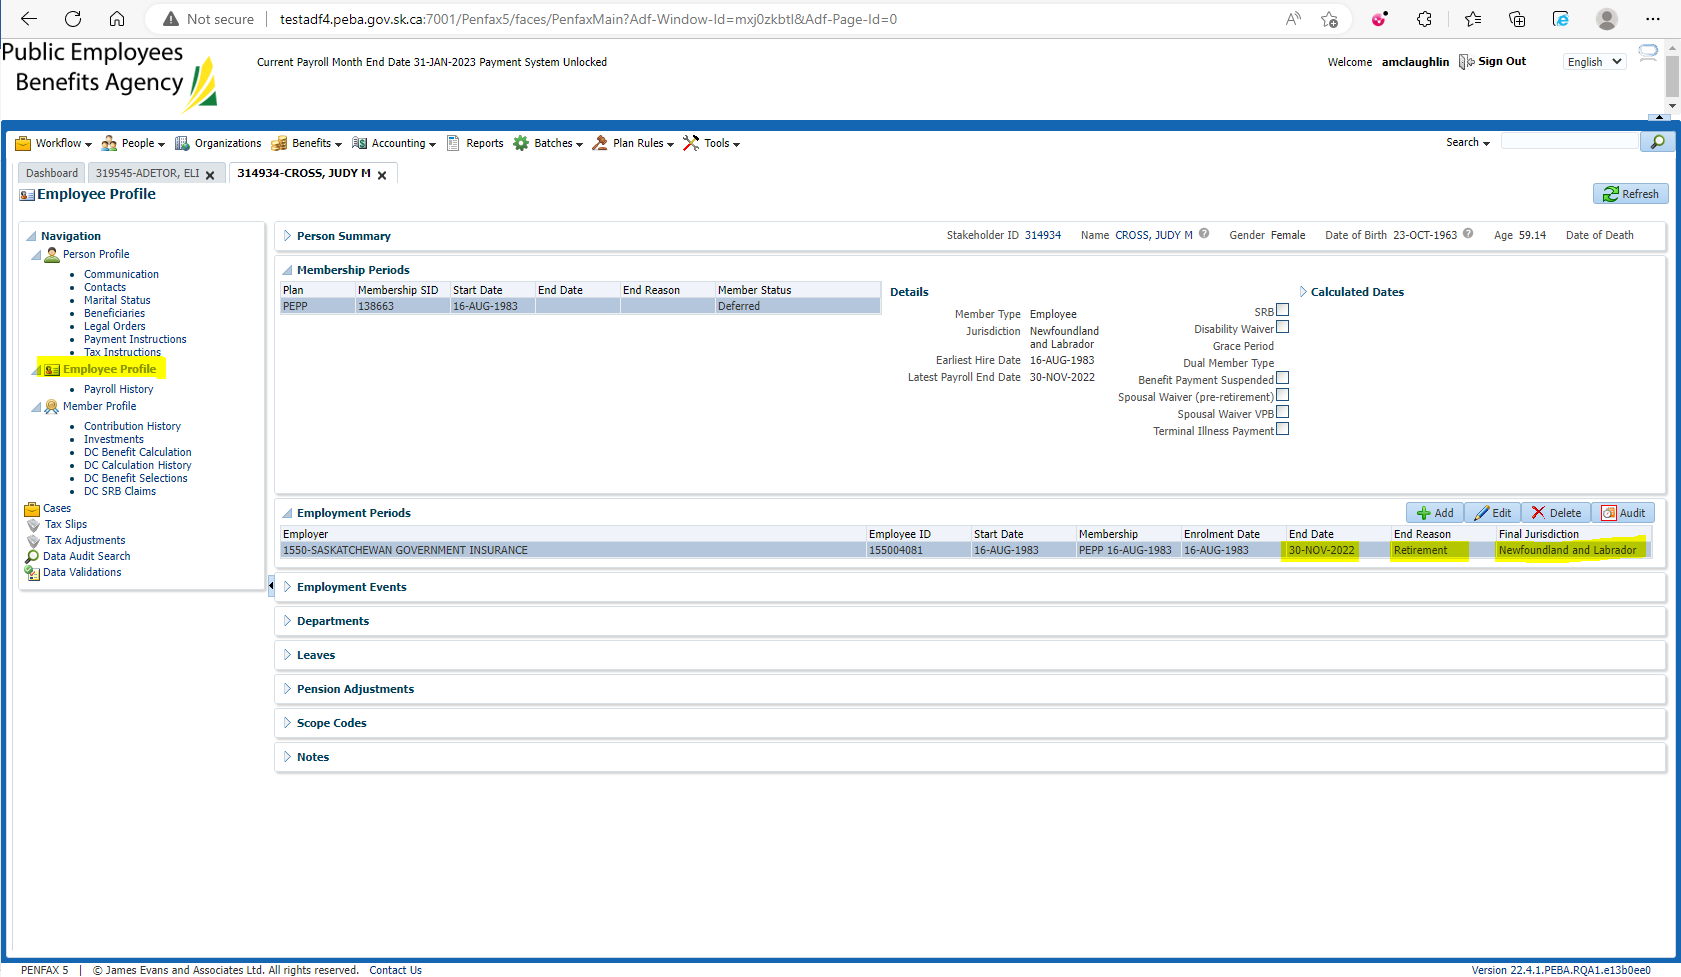 Not secure testadf4.peba.gov.sk.ca:7001/Penfax5/faces/PenfaxMain?Adf-Window-Id=mxj0zkbtl&Adf-Page-Id=0
Public Employees
Benefits Agency
Current Payroll Month End Date 31-JAN-2023 Payment System Unlocked
Welcome amclaughlin Sign Out English
Workflow People Organizations Benefits Accounting Reports Batches Plan Rules Tools Search
Dashboard 319545-ADETOR, ELI 314934-CROSS, JUDY M
Employee Profile
Refresh
Navigation
Person Profile
Communication
Contacts
Marital Status
Beneficiaries
Legal Orders
Payment Instructions
Tax Instructions
Employee Profile
Payroll History
Member Profile
Contribution History
Investments
DC Benefit Calculation
DC Calculation History
DC Benefit Selections
DC SRB Claims
Cases
Tax Slips
Tax Adjustments
Data Audit Search
Data Validations
Person Summary Stakeholder ID 314934 Name CROSS, JUDY M Gender Female Date of Birth 23-OCT-1963 Age 59.14 Date of Death
Membership Periods
Plan Membership SID Start Date End Date End Reason Member Status
PEPP 138663 16-AUG-1983 Deferred
Details
Member Type Employee
Jurisdiction Newfoundland
and Labrador
Earliest Hire Date 16-AUG-1983
Latest Payroll End Date 30-NOV-2022
SRB
Disability Waiver
Grace Period
Dual Member Type
Benefit Payment Suspended
Spousal Waiver (pre-retirement)
Spousal Waiver VPB
Terminal Illness Payment
Calculated Dates
Employment Periods
Add Edit Delete Audit
Employer Employee ID Start Date Membership Enrolment Date End Date End Reason Final Jurisdiction
1550-SASKATCHEWAN GOVERNMENT INSURANCE 155004081 16-AUG-1983 PEPP 16-AUG-1983 16-AUG-1983 30-NOV-2022 Retirement Newfoundland and Labrador
Employment Events
Departments
Leaves
Pension Adjustments
Scope Codes
Notes
PENFAX 5 | © James Evans and Associates Ltd. All rights reserved. Contact Us
Version 22.4.1.PEBA.RQA1.e13b0ee0